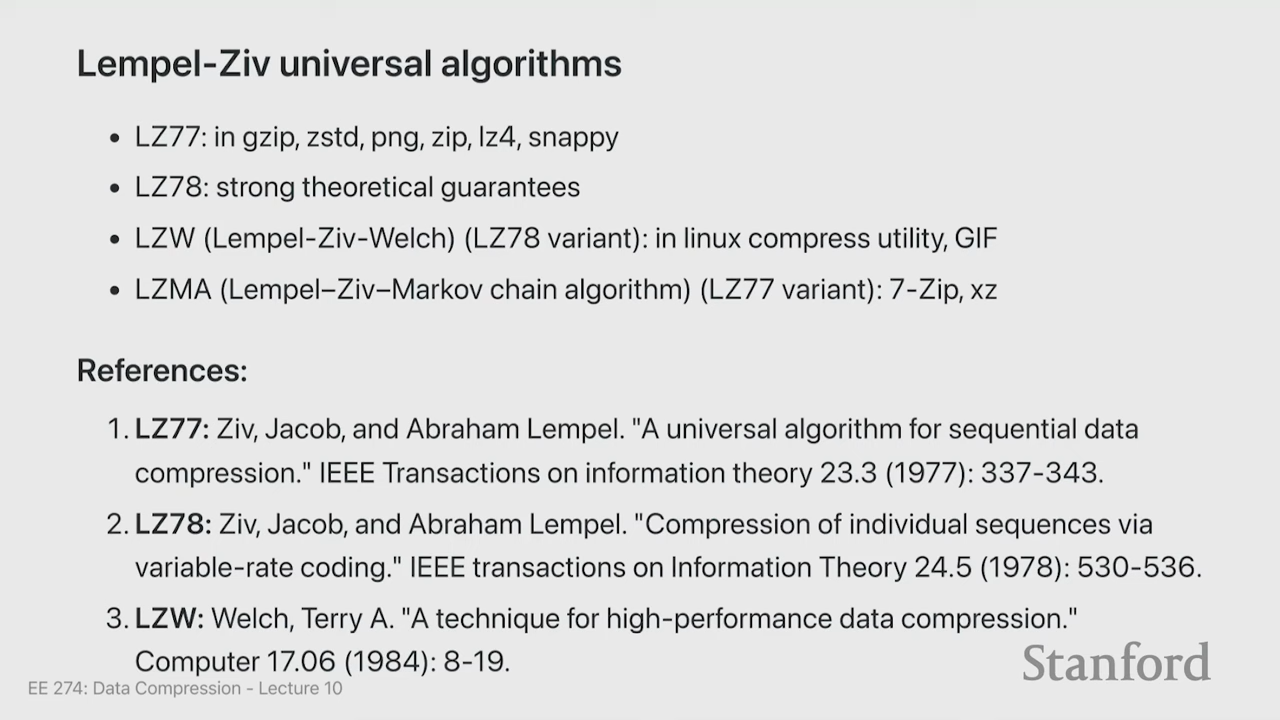 Lempel-Ziv universal algorithms
• LZ77: in gzip, zstd, png, zip, lz4, snappy
• LZ78: strong theoretical guarantees
• LZW (Lempel-Ziv-Welch) (LZ78 variant): in linux compress utility, GIF
• LZMA (Lempel–Ziv–Markov chain algorithm) (LZ77 variant): 7-Zip, xz
References:
1. LZ77: Ziv, Jacob, and Abraham Lempel. "A universal algorithm for sequential data
compression." IEEE Transactions on information theory 23.3 (1977): 337-343.
2. LZ78: Ziv, Jacob, and Abraham Lempel. "Compression of individual sequences via
variable-rate coding." IEEE transactions on Information Theory 24.5 (1978): 530-536.
3. LZW: Welch, Terry A. "A technique for high-performance data compression."
Computer 17.06 (1984): 8-19.
Stanford
EE 274: Data Compression - Lecture 10